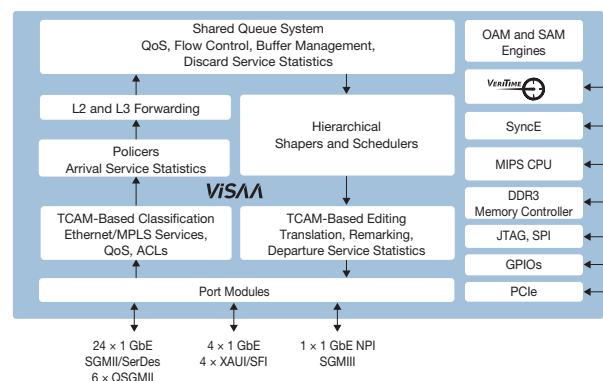 Shared Queue System
QoS, Flow Control, Buffer Management,
Discard Service Statistics
L2 and L3 Forwarding
Policers
Arrival Service Statistics
Hierarchical
Shapers and Schedulers
ViSAA
TCAM-Based Classification
Ethernet/MPLS Services,
QoS, ACLs
TCAM-Based Editing
Translation, Remarking,
Departure Service Statistics
Port Modules
24 × 1 GbE
SGMII/SerDes
6 × QSGMII
4 × 1 GbE
4 × XAUI/SFI
1 × 1 GbE NPI
SGMIII
OAM and SAM
Engines
VERITIME
SyncE
MIPS CPU
DDR3
Memory Controller
JTAG, SPI
GPIOs
PCIe